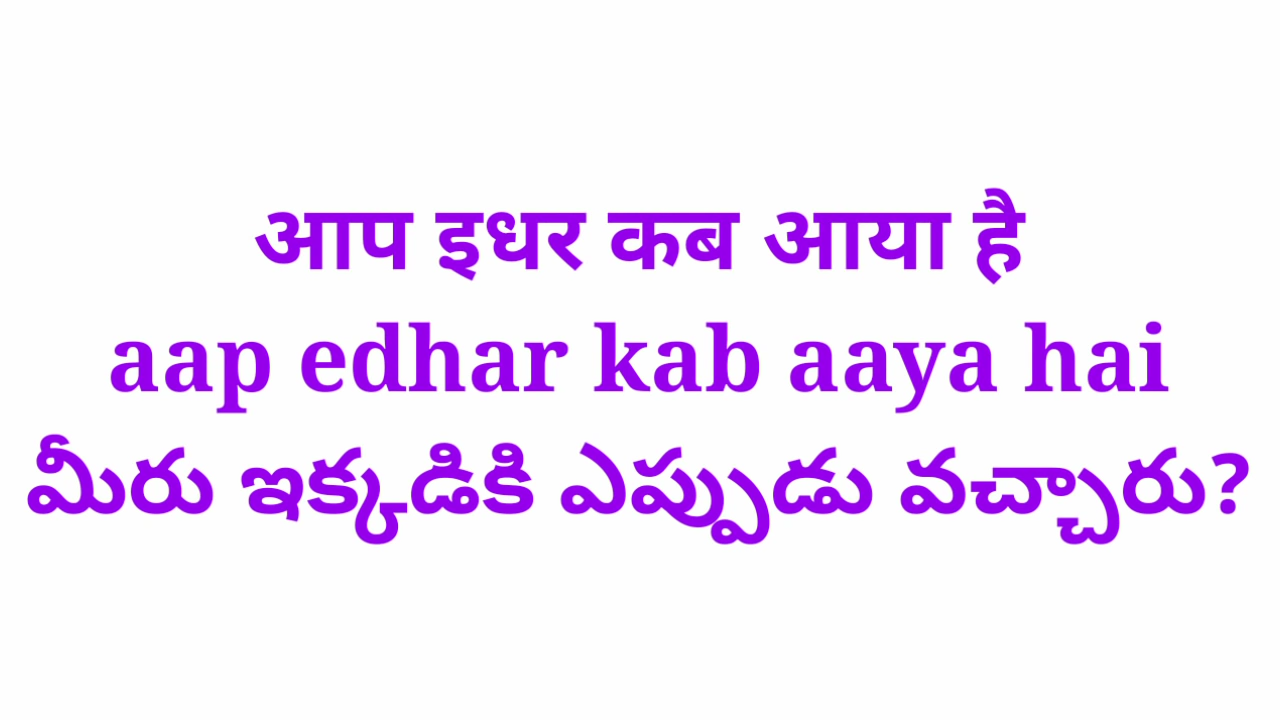 आप इधर कब आया है
aap edhar kab aaya hai
మీరు ఇక్కడికి ఎప్పుడు వచ్చారు?